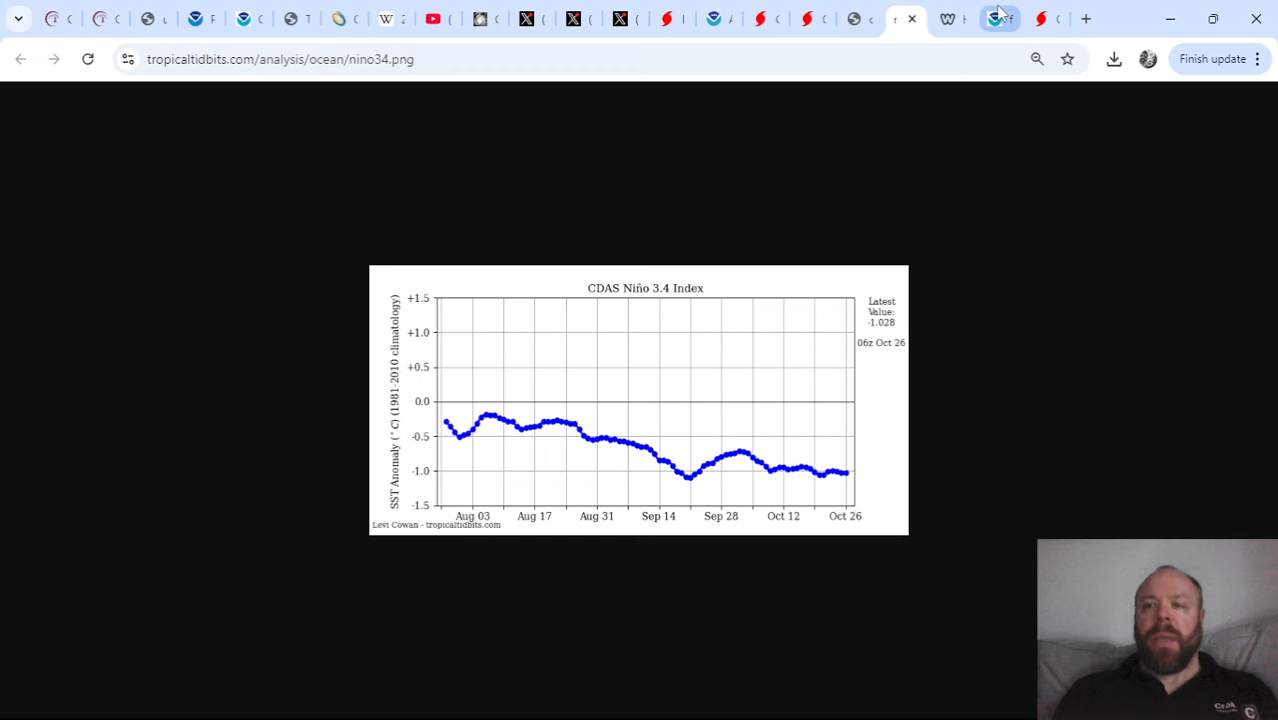 tropicaltidbits.com/analysis/ocean/nino34.png
Finish update
CDAS Niño 3.4 Index
SST Anomaly (°C) (1981-2010 climatology)
+1.5
+1.0
+0.5
0.0
-0.5
-1.0
-1.5
Aug 03 Aug 17 Aug 31 Sep 14 Sep 28 Oct 12 Oct 26
Levi Cowan - tropicaltidbits.com
Latest
Value:
-1.028
06z Oct 26